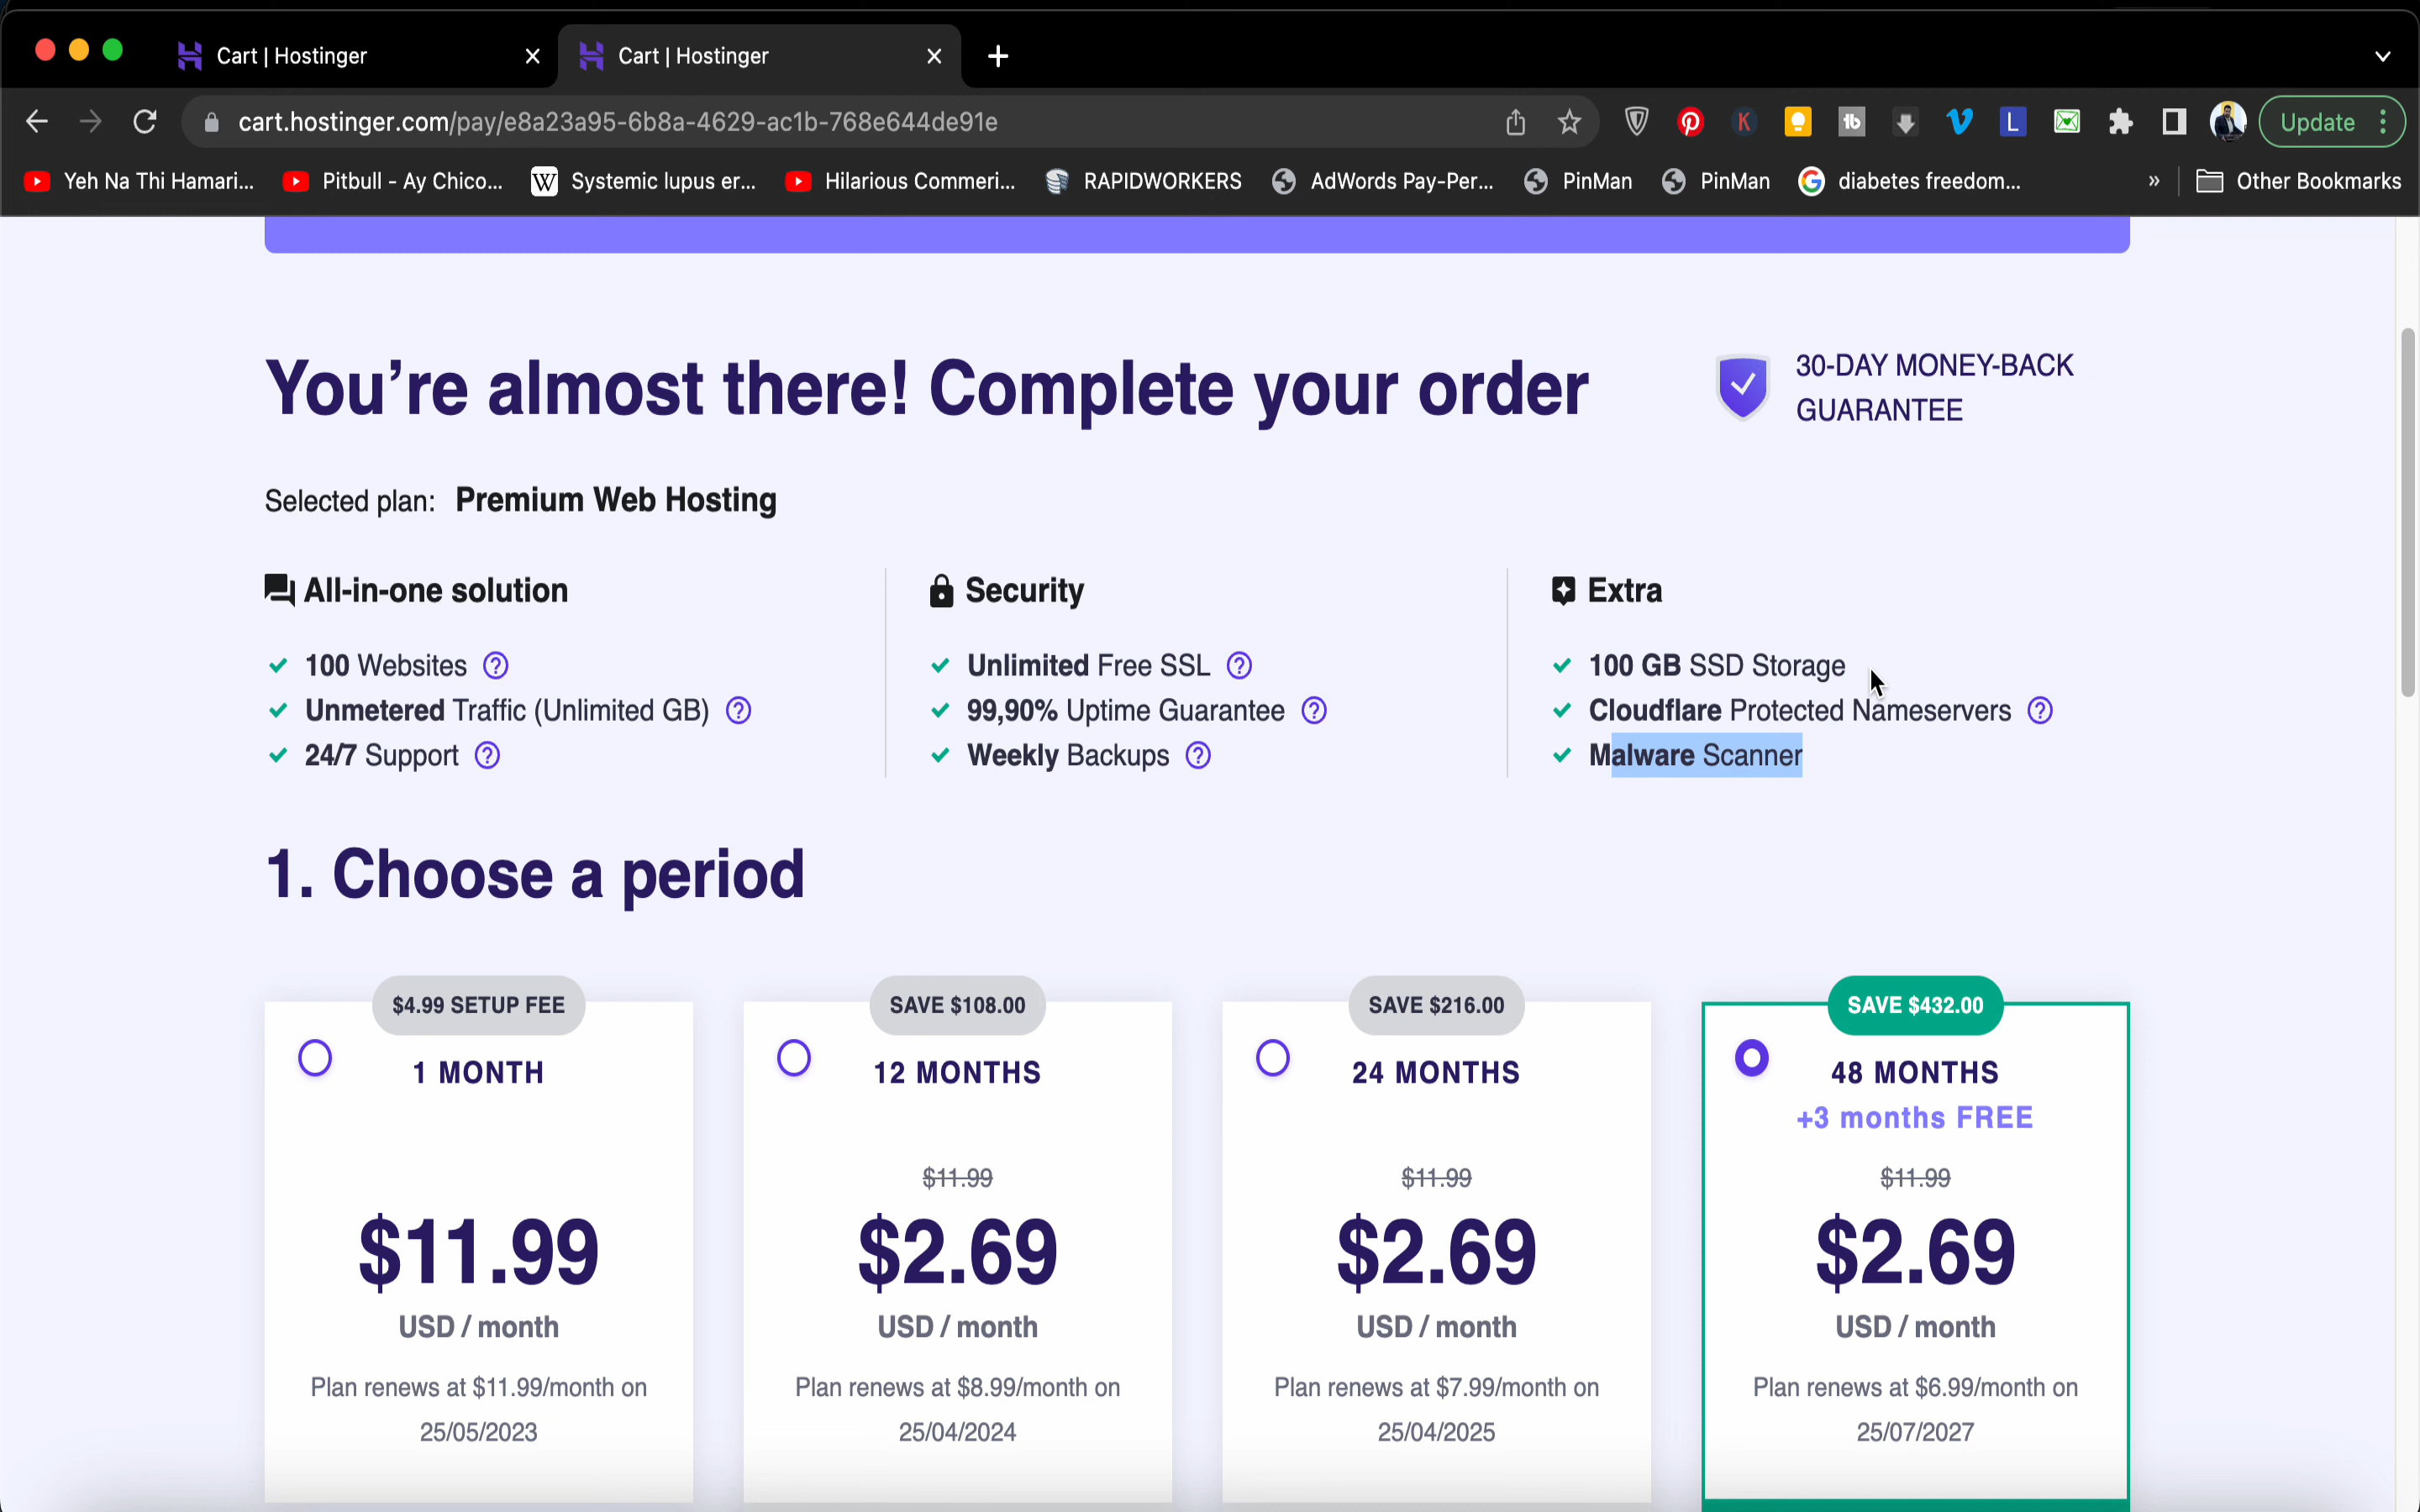 Cart | Hostinger
Cart | Hostinger
cart.hostinger.com/pay/e8a23a95-6b8a-4629-ac1b-768e644de91e
Update
Yeh Na Thi Hamari...
Pitbull - Ay Chico...
Systemic lupus er...
Hilarious Commeri...
RAPIDWORKERS
AdWords Pay-Per...
PinMan
PinMan
diabetes freedom...
»
Other Bookmarks
You're almost there! Complete your order
30-DAY MONEY-BACK
GUARANTEE
Selected plan: Premium Web Hosting
All-in-one solution
100 Websites
Unmetered Traffic (Unlimited GB)
24/7 Support
Security
Unlimited Free SSL
99,90% Uptime Guarantee
Weekly Backups
Extra
100 GB SSD Storage
Cloudflare Protected Nameservers
Malware Scanner
1. Choose a period
$4.99 SETUP FEE
1 MONTH
$11.99
USD / month
Plan renews at $11.99/month on
25/05/2023
SAVE $108.00
12 MONTHS
$11.99
$2.69
USD / month
Plan renews at $8.99/month on
25/04/2024
SAVE $216.00
24 MONTHS
$11.99
$2.69
USD / month
Plan renews at $7.99/month on
25/04/2025
SAVE $432.00
48 MONTHS
+3 months FREE
$11.99
$2.69
USD / month
Plan renews at $6.99/month on
25/07/2027